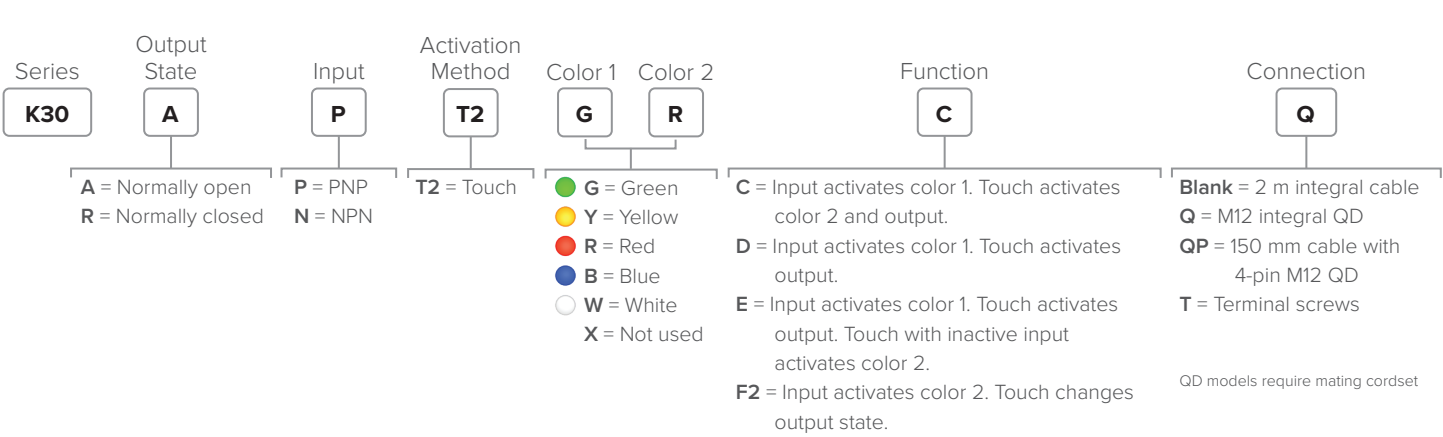 Series
Output
State
Input
Activation
Method
Color 1
Color 2
Function
Connection
K30
A
P
T2
G
R
C
Q
A = Normally open
R = Normally closed
P = PNP
N = NPN
T2 = Touch
G = Green
Y = Yellow
R = Red
B = Blue
W = White
X = Not used
C = Input activates color 1. Touch activates
color 2 and output.
D = Input activates color 1. Touch activates
output.
E = Input activates color 1. Touch activates
output. Touch with inactive input
activates color 2.
F2 = Input activates color 2. Touch changes
output state.
Blank = 2 m integral cable
Q = M12 integral QD
QP = 150 mm cable with
4-pin M12 QD
T = Terminal screws
QD models require mating cordset